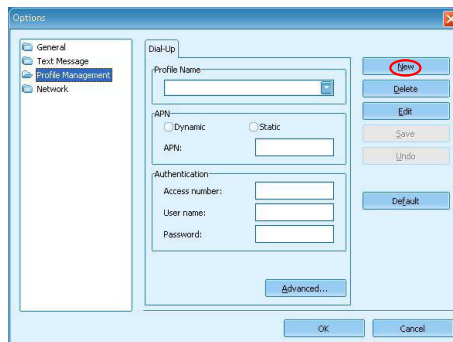 Options
General
Text Message
Profile Management
Network
Dial-Up
Profile Name
APN
Dynamic
Static
APN:
Authentication
Access number:
User name:
Password:
Advanced...
New
Delete
Edit
Save
Undo
Default
OK
Cancel